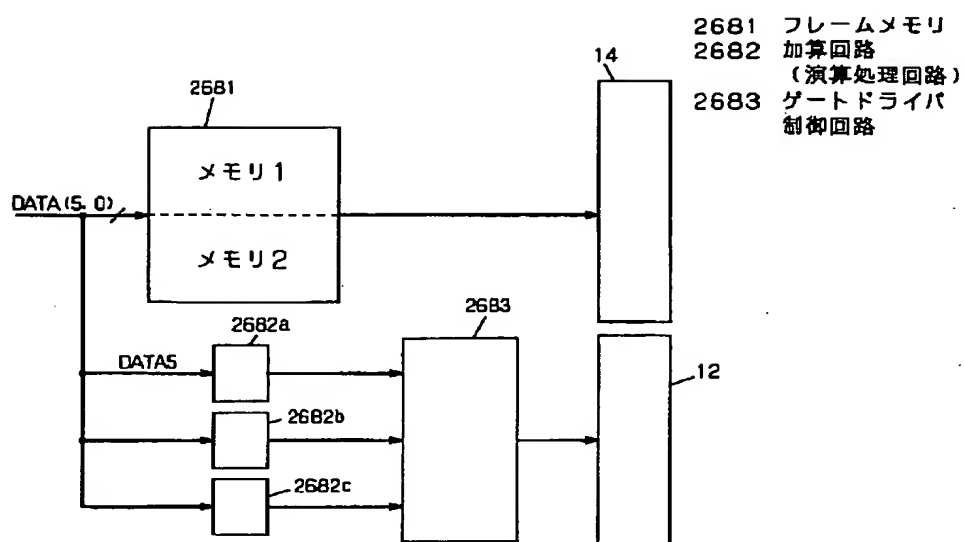 2681 フレームメモリ
2682 加算回路
(演算処理回路)
2683 ゲートドライバ
制御回路
14
2681
メモリ1
DATA(5. 0)
メモリ2
2683
2682a
DATA5
12
2682b
2682c